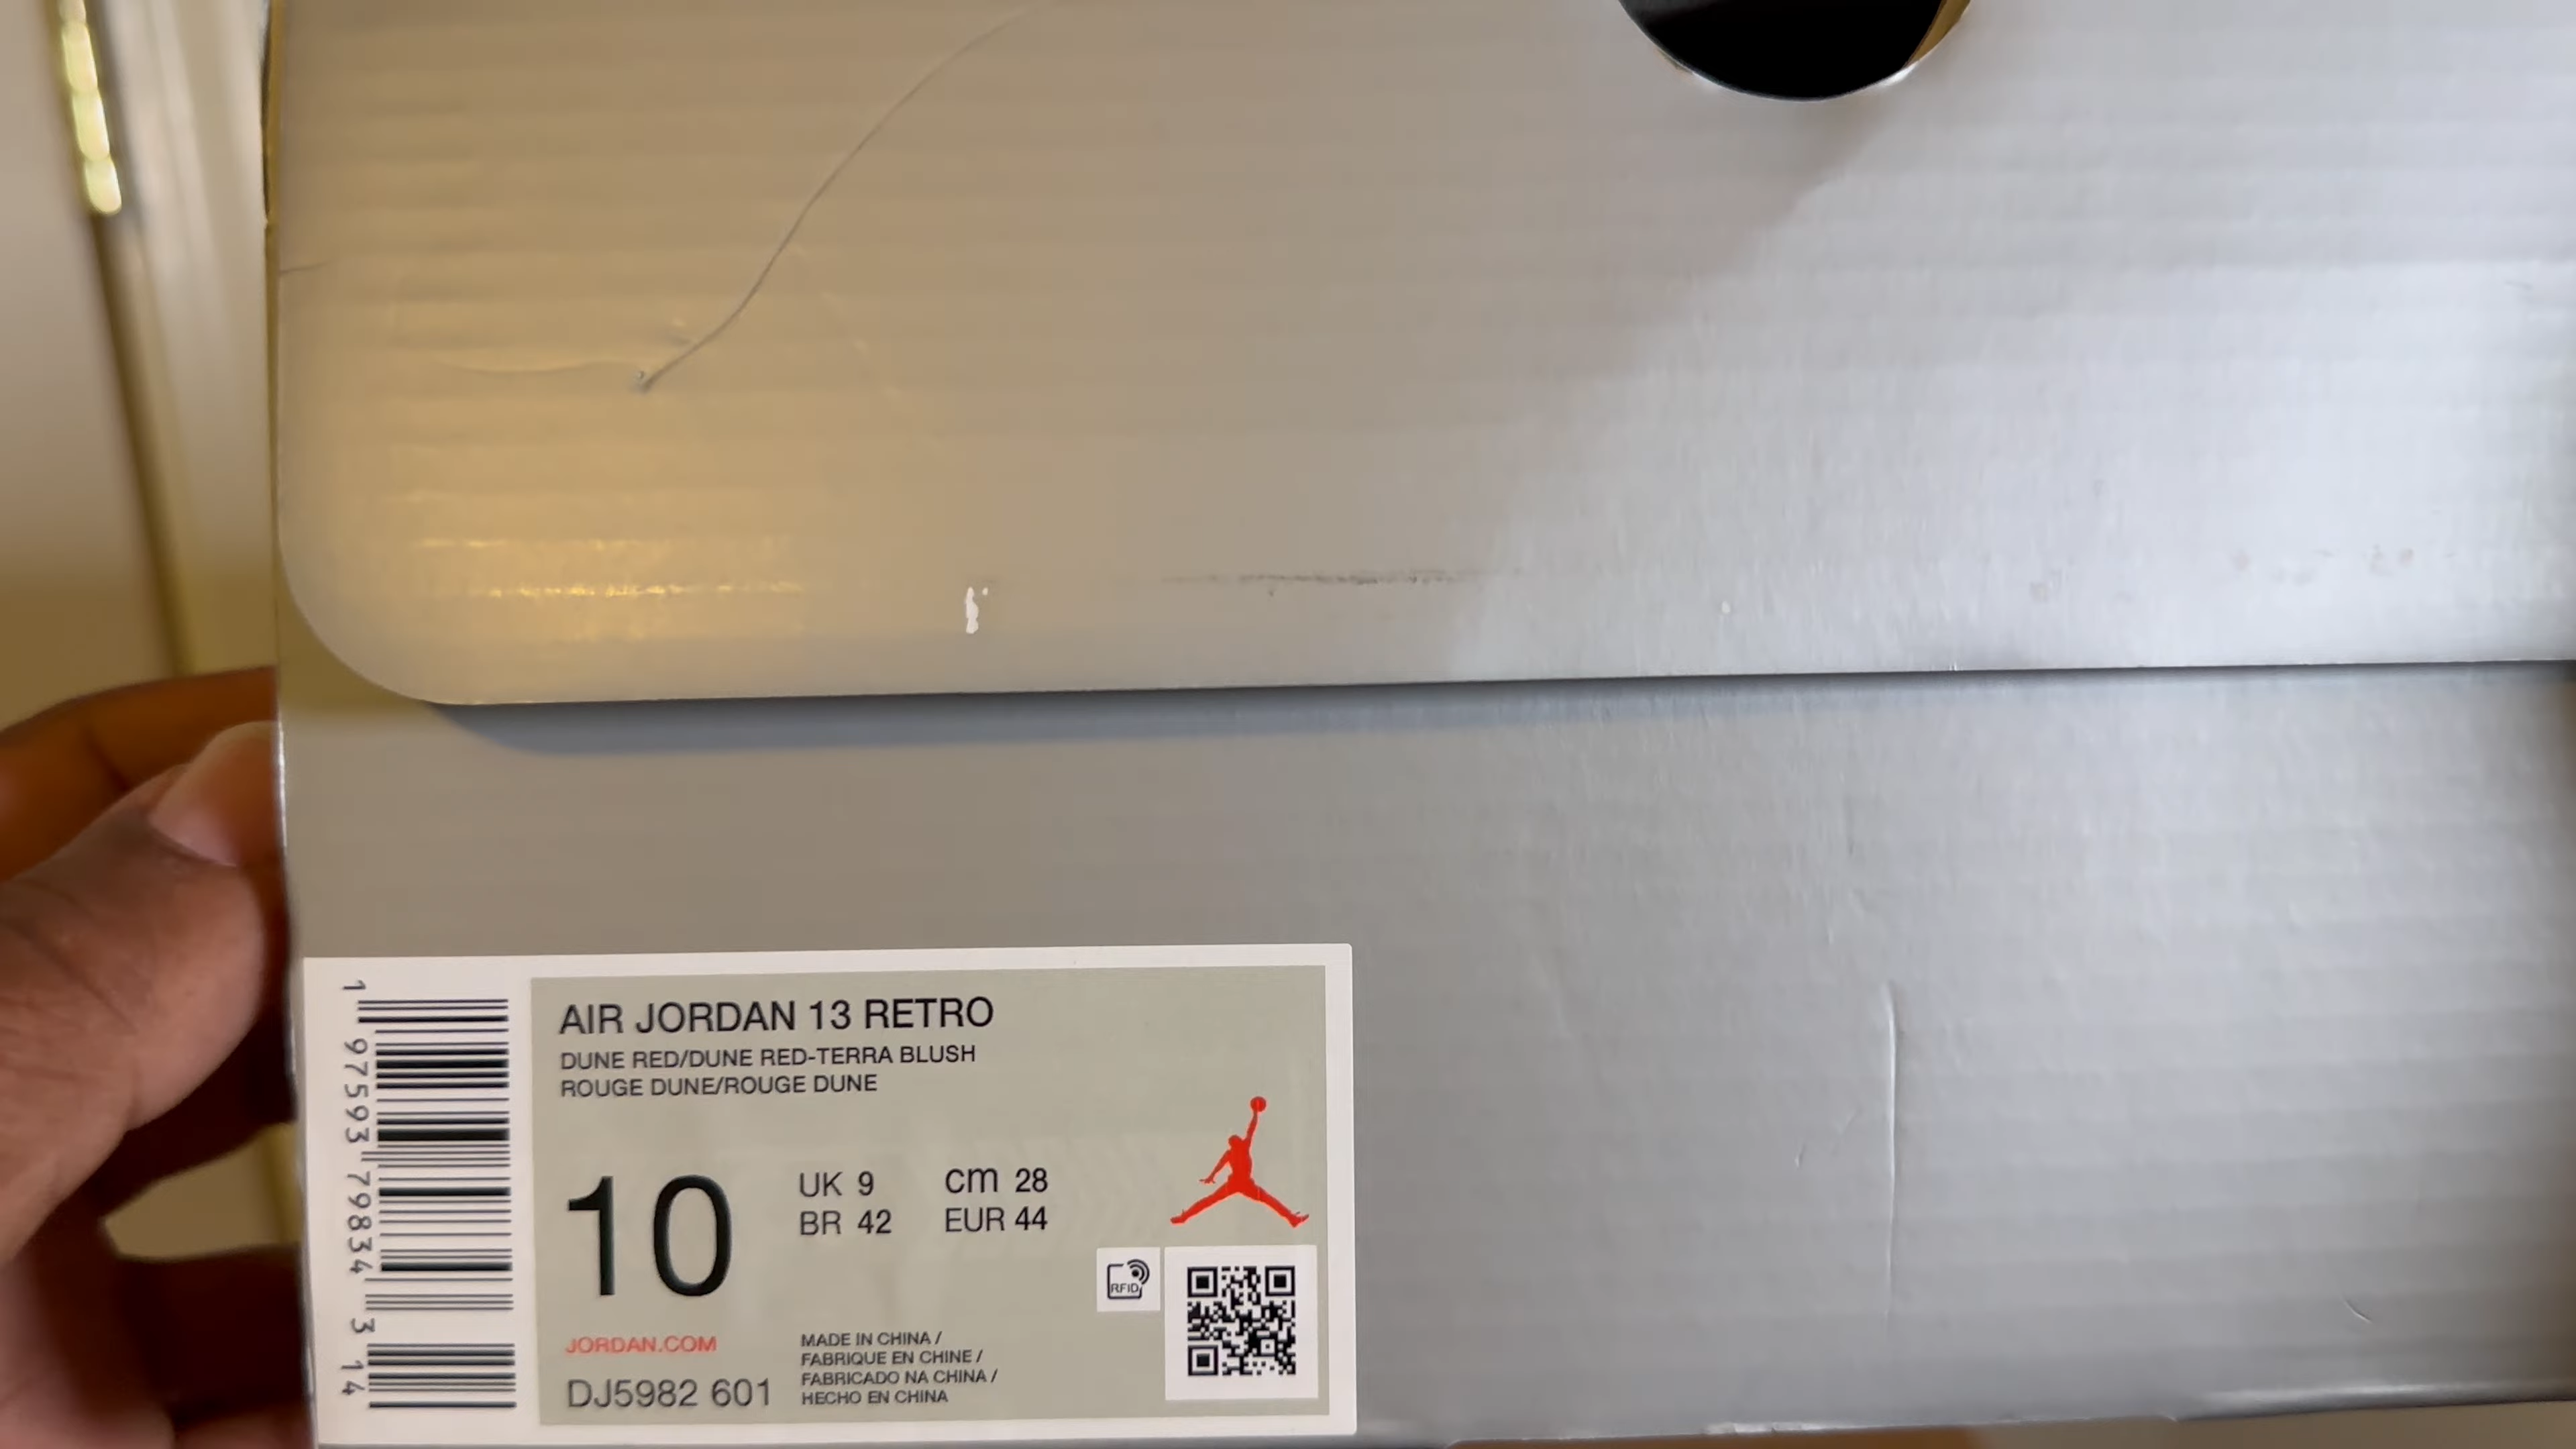 AIR JORDAN 13 RETRO
DUNE RED/DUNE RED-TERRA BLUSH
ROUGE DUNE/ROUGE DUNE
10
UK 9 cm 28
BR 42 EUR 44
RFID
JORDAN.COM
DJ5982 601
MADE IN CHINA /
FABRIQUE EN CHINE /
FABRICADO NA CHINA /
HECHO EN CHINA
1 97593 79834 3 14